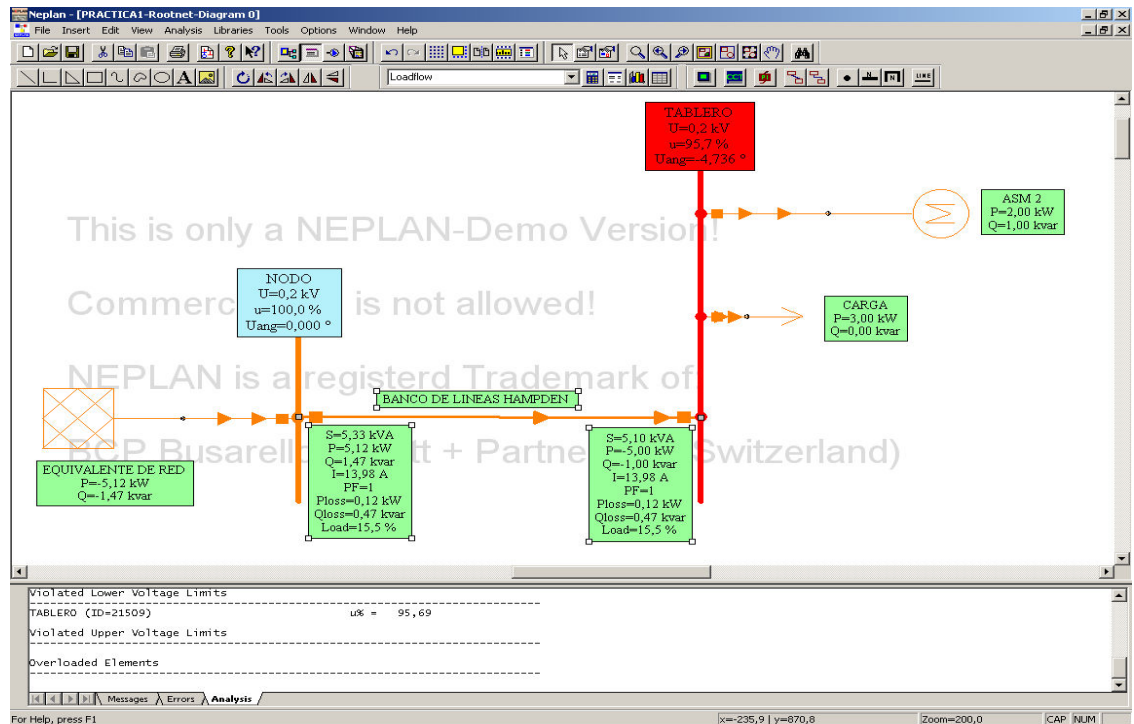 Neplan - [PRACTICA1-Rootnet-Diagram 0]
File Insert Edit View Analysis Libraries Tools Options Window Help
Loadflow
TABLERO
U=0,2 kV
u=95,7 %
Uang=-4,736 °
ASM 2
P=2,00 kW
Q=1,00 kvar
This is only a NEPLAN-Demo Version!
NODO
U=0,2 kV
u=100,0 %
Uang=0,000 °
Commerc is not allowed!
CARGA
P=3,00 kW
Q=0,00 kvar
NEPLAN is a registerd Trademark of
BANCO DE LINEAS HAMPDEN
BCP Busarell tt + Partne Switzerland)
EQUIVALENTE DE RED
P=-5,12 kW
Q=-1,47 kvar
S=5,33 kVA
P=5,12 kW
Q=1,47 kvar
I=13,98 A
PF=1
Ploss=0,12 kW
Qloss=0,47 kvar
Load=15,5 %
S=5,10 kVA
P=-5,00 kW
Q=-1,00 kvar
I=13,98 A
PF=1
Ploss=0,12 kW
Qloss=0,47 kvar
Load=15,5 %
Violated Lower Voltage Limits
TABLERO (ID=21509) u% = 95,69
Violated Upper Voltage Limits
Overloaded Elements
Messages Errors Analysis
For Help, press F1 x=-235,9 | y=870,8 Zoom=200,0 CAP NUM